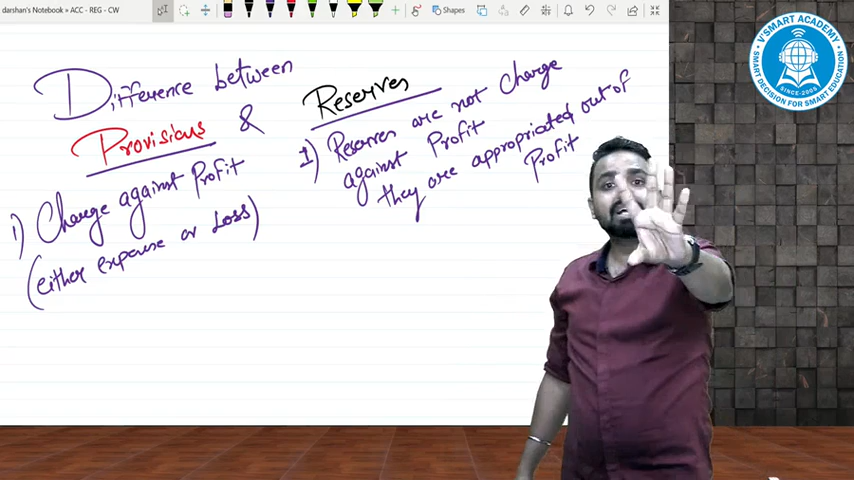 darshan's Notebook » ACC - REG - CW
Shapes
Difference between
Provisions & Reserves
1) Charge against Profit
(either expense or Loss)
1) Reserves are not charge
against Profit
they are appropriated out of
Profit
V'SMART ACADEMY
SINCE-2005
SMART DECISION FOR SMART EDUCATION